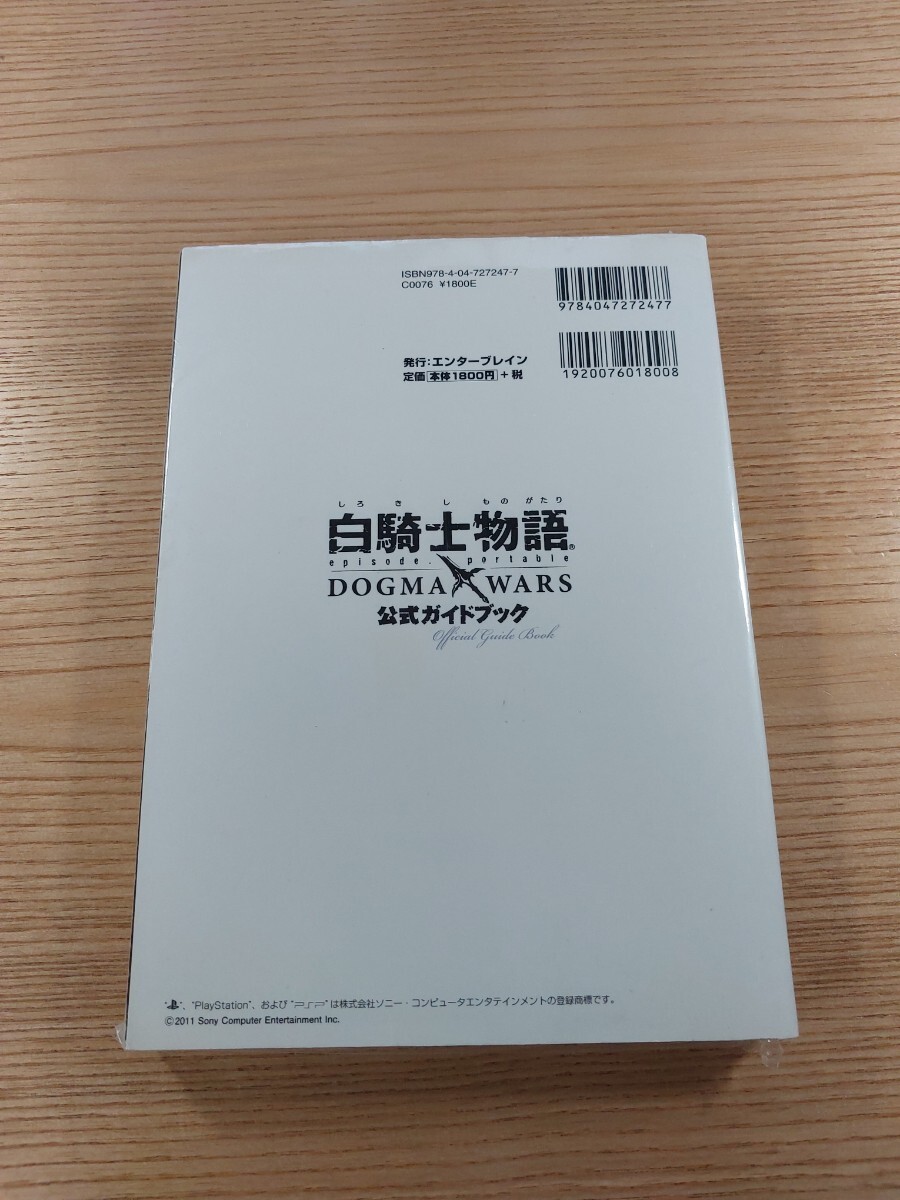 ISBN978-4-04-727247-7
C0076 ¥1800E
9784047272477
発行：エンターブレイン
定価 本体1800円 + 税
1920076018008
しろきしものがたり
白騎士物語®
episode. portable
DOGMA WARS
公式ガイドブック
Official Guide Book
"PlayStation"、および "PSP" は株式会社ソニー・コンピュータエンタテインメントの登録商標です。
©2011 Sony Computer Entertainment Inc.